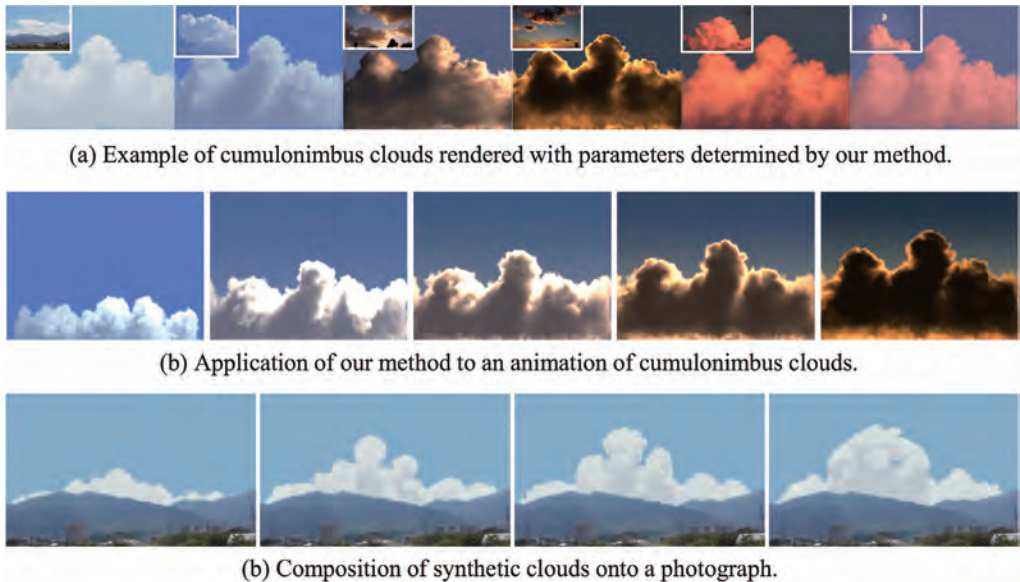 (a) Example of cumulonimbus clouds rendered with parameters determined by our method.
(b) Application of our method to an animation of cumulonimbus clouds.
(b) Composition of synthetic clouds onto a photograph.